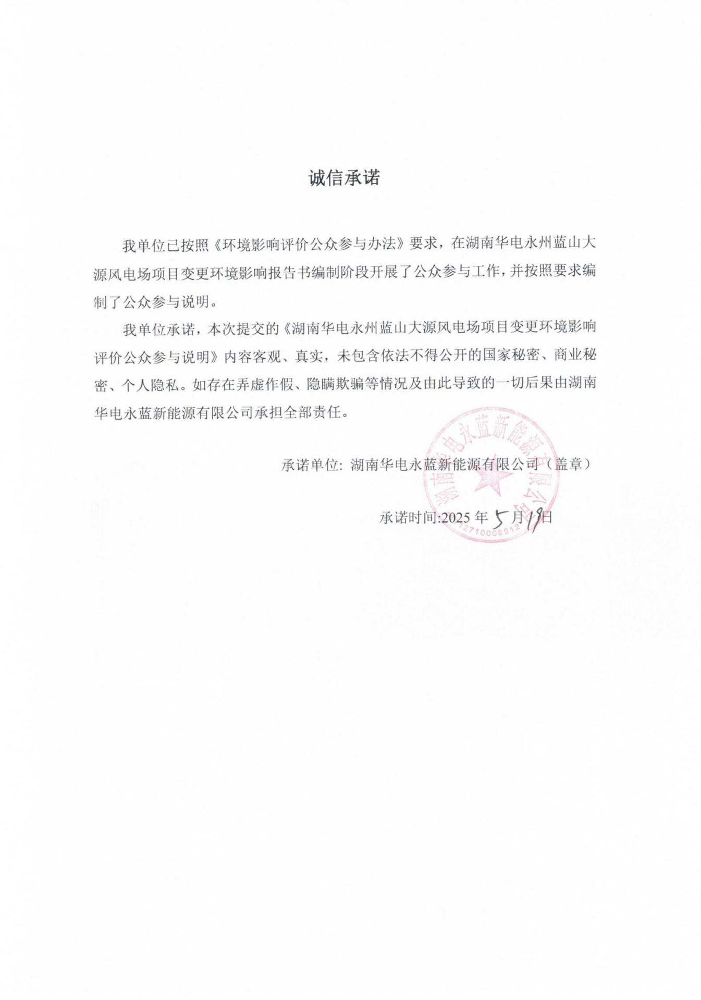 诚信承诺
我单位已按照《环境影响评价公众参与办法》要求，在湖南华电永州蓝山大
源风电场项目变更环境影响报告书编制阶段开展了公众参与工作，并按照要求编
制了公众参与说明。
我单位承诺，本次提交的《湖南华电永州蓝山大源风电场项目变更环境影响
评价公众参与说明》内容客观、真实，未包含依法不得公开的国家秘密、商业秘
密、个人隐私。如存在弄虚作假、隐瞒欺骗等情况及由此导致的一切后果由湖南
华电永蓝新能源有限公司承担全部责任。
承诺单位: 湖南华电永蓝新能源有限公司（盖章）
承诺时间:2025 年 5 月 19 日
湖南华电永蓝新能源有限公司